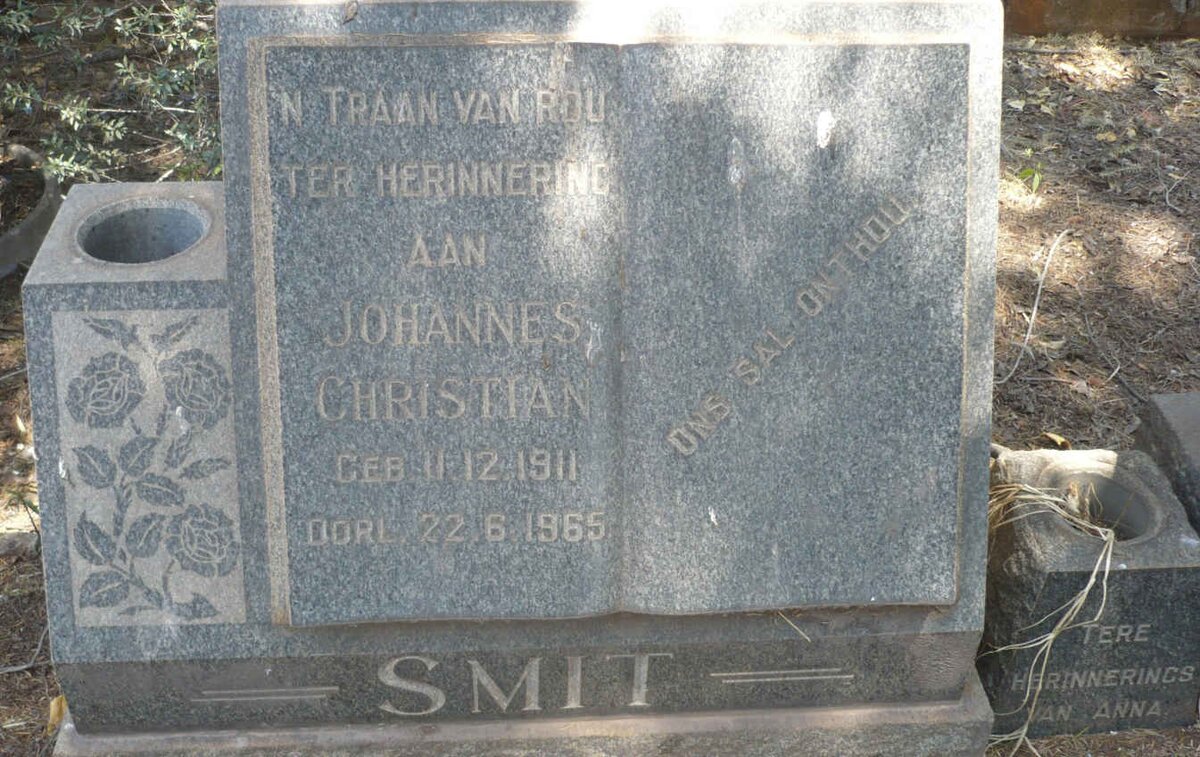 'N TRAAN VAN ROU
TER HERINNERING
AAN
JOHANNES
CHRISTIAN
GEB. 11.12.1911
OORL. 22.6.1965
ONS SAL ONTHOU.
SMIT
TERE
HERINNERINGS
VAN ANNA